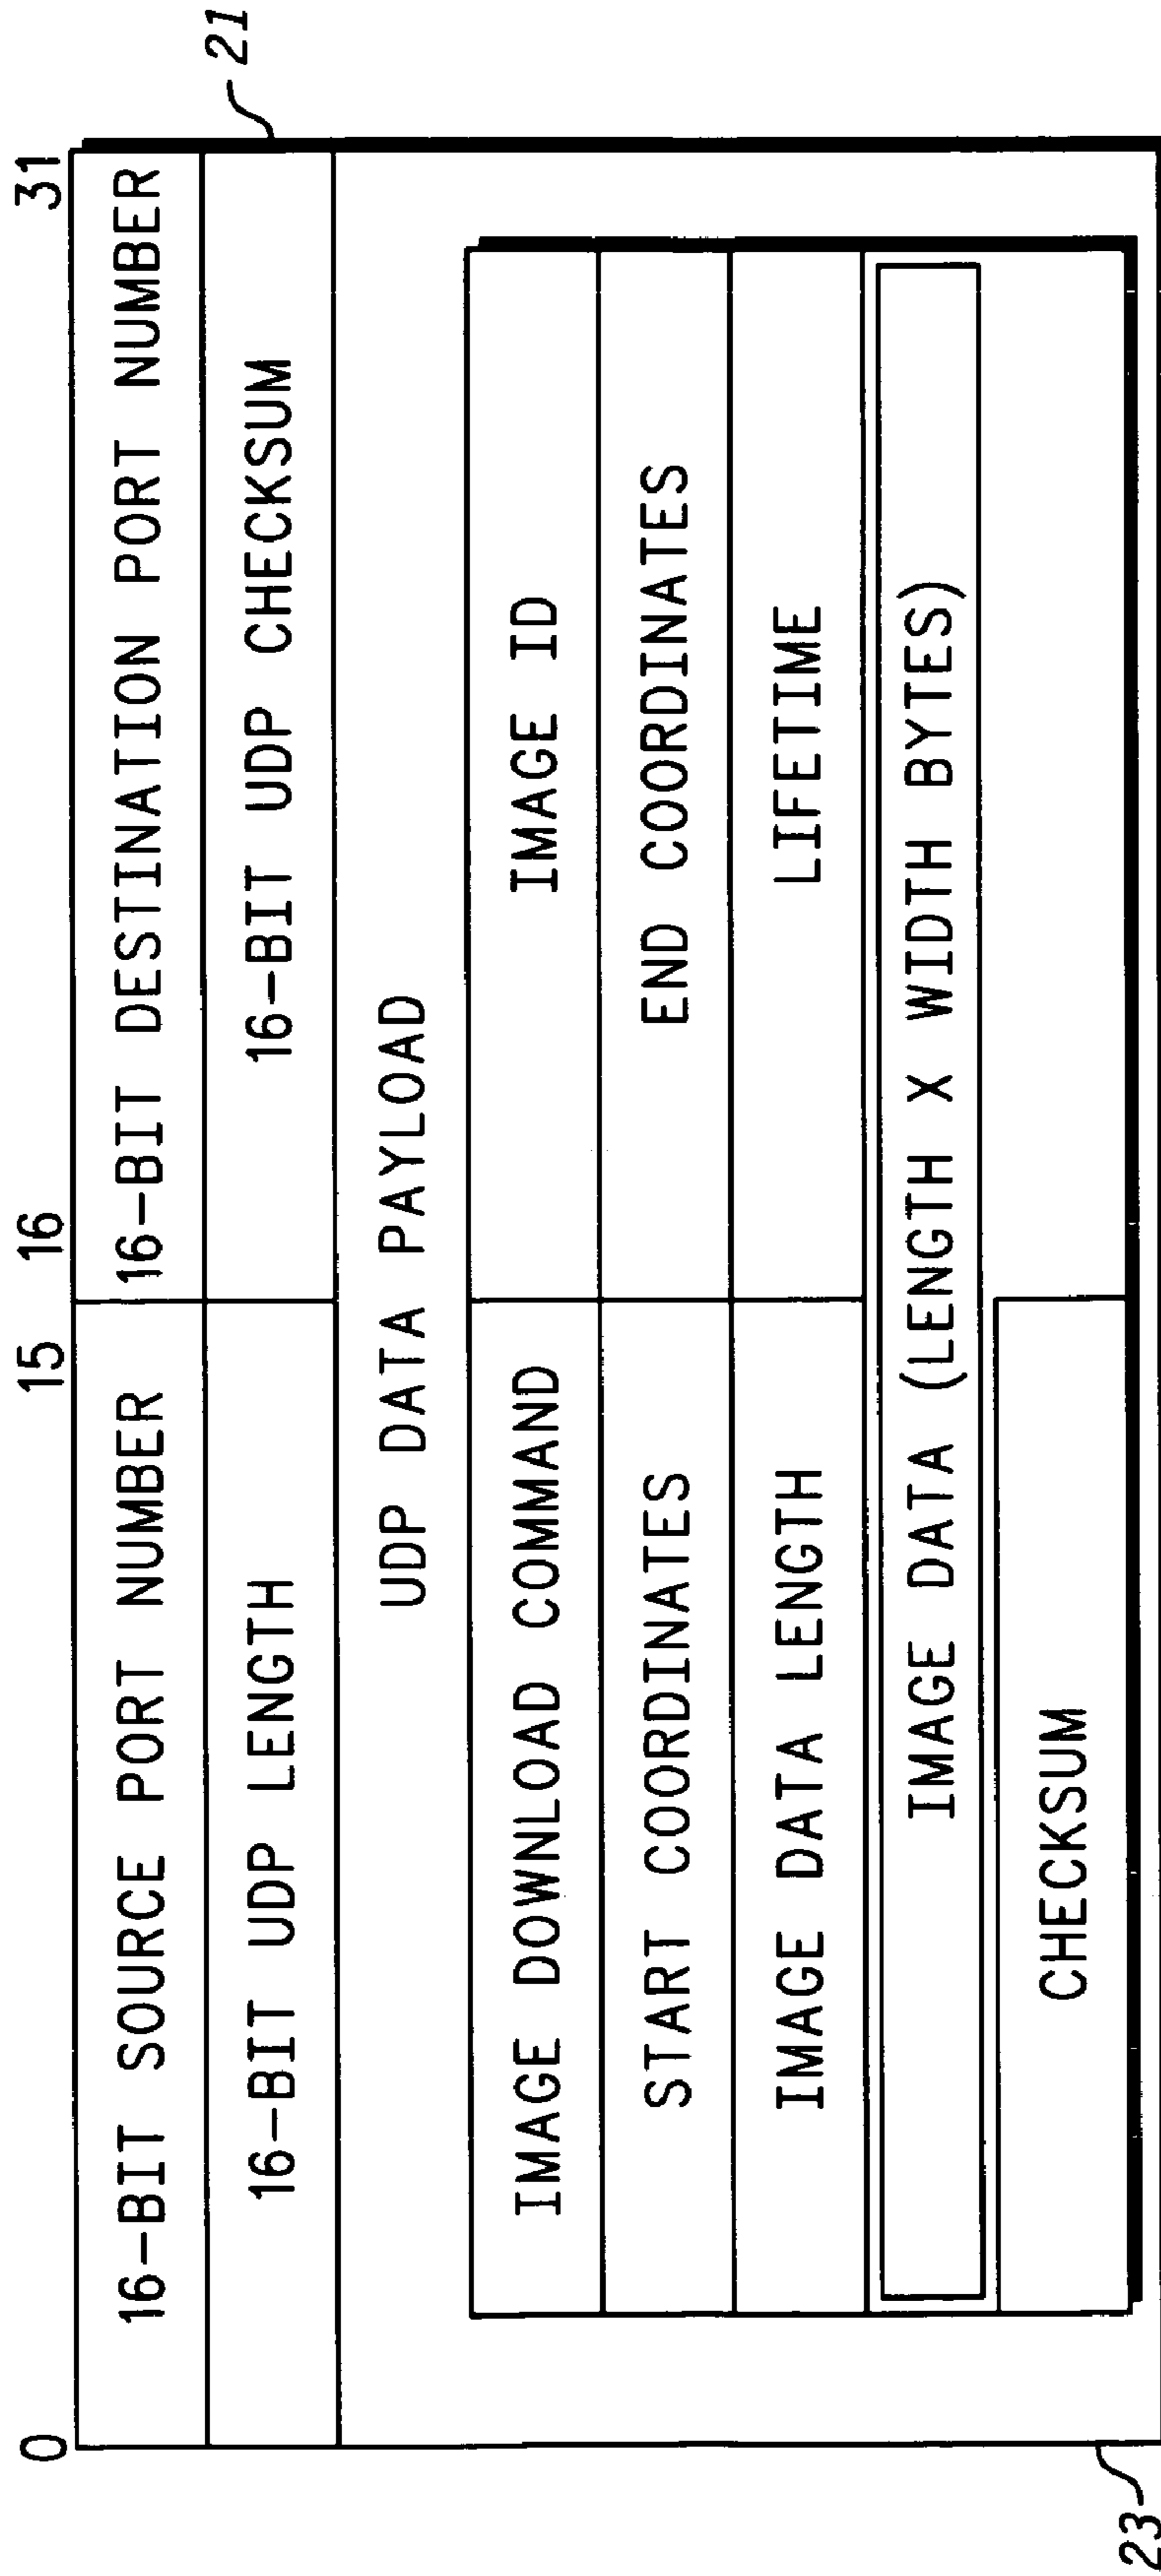 0 15 16 31
16-BIT SOURCE PORT NUMBER 16-BIT DESTINATION PORT NUMBER
16-BIT UDP LENGTH 16-BIT UDP CHECKSUM
21
UDP DATA PAYLOAD
IMAGE DOWNLOAD COMMAND IMAGE ID
START COORDINATES END COORDINATES
IMAGE DATA LENGTH LIFETIME
IMAGE DATA (LENGTH X WIDTH BYTES)
CHECKSUM
23